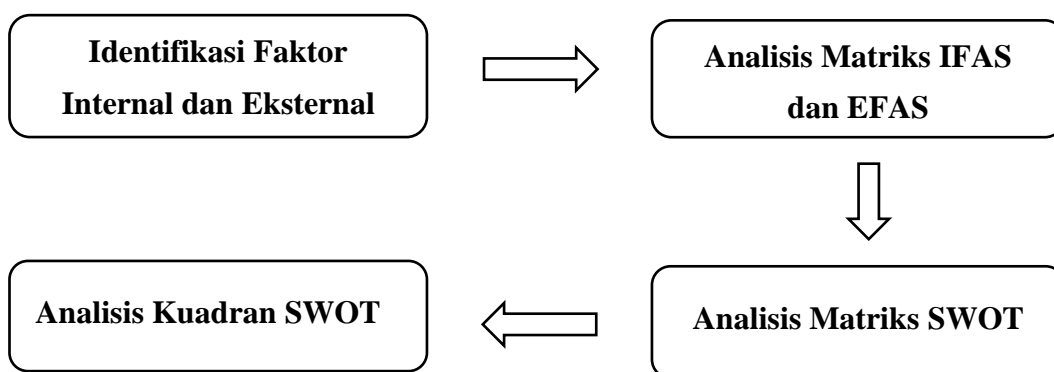 Identifikasi Faktor
Internal dan Eksternal
Analisis Matriks IFAS
dan EFAS
Analisis Kuadran SWOT
Analisis Matriks SWOT